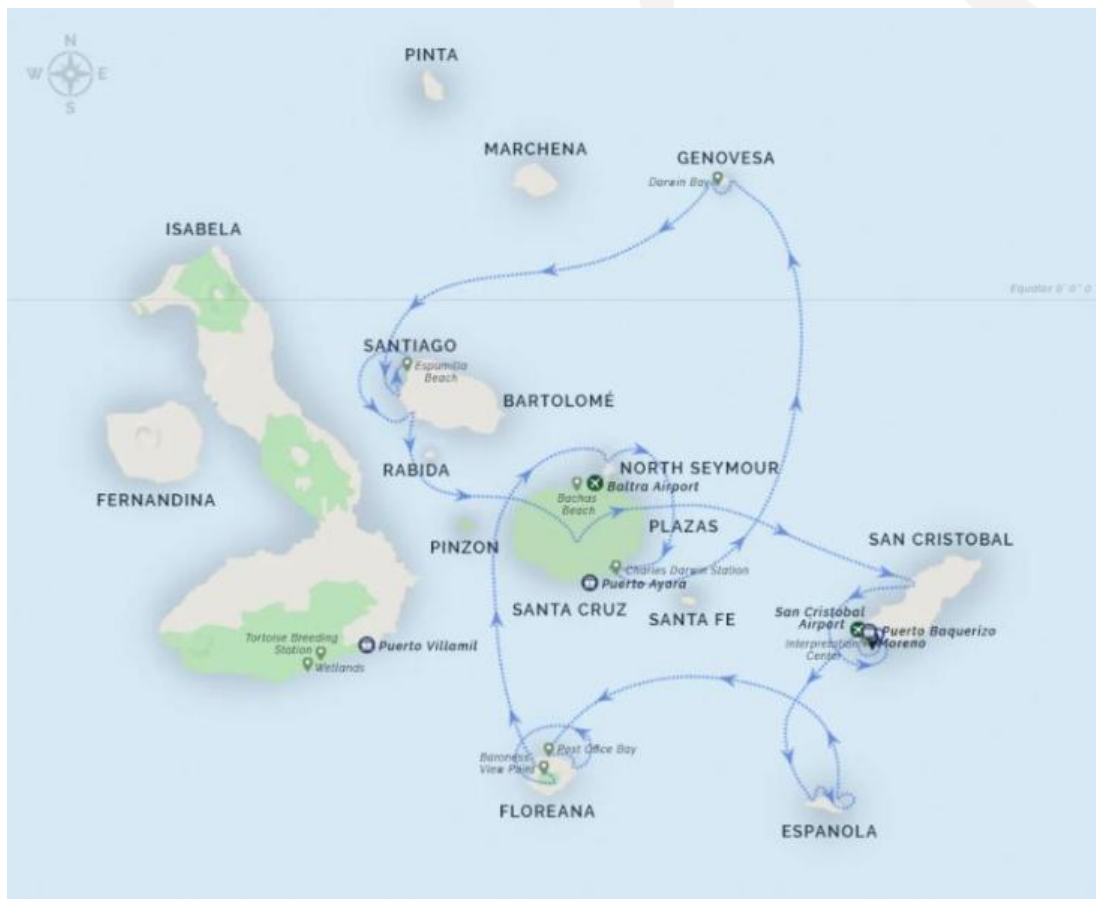 N
W E
S
PINTA
MARCHENA
GENOVESA
Darwin Bay
ISABELA
Equator 0° 0" 0
SANTIAGO
Espumilla
Beach
BARTOLOMÉ
RABIDA
NORTH SEYMOUR
Baltra Airport
Bachas
Beach
FERNANDINA
PLAZAS
PINZON
SAN CRISTOBAL
Charles Darwin Station
Puerto Ayora
SANTA CRUZ
SANTA FE
San Cristobal
Airport
Puerto Baquerizo
Moreno
Interpretation
Center
Tortoise Breeding
Station
Puerto Villamil
Wetlands
Post Office Bay
Baroness
View Point
FLOREANA
ESPANOLA